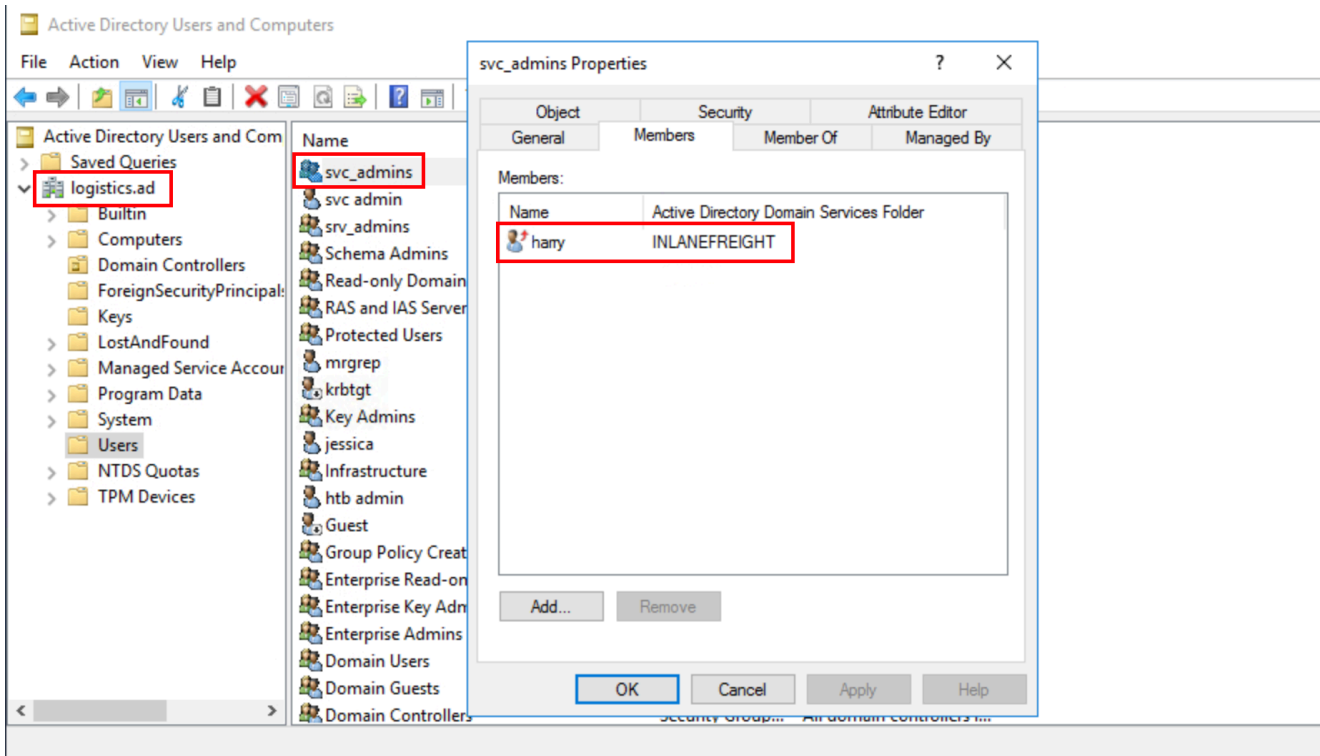 Active Directory Users and Computers
File Action View Help
Active Directory Users and Com
Saved Queries
logistics.ad
Builtin
Computers
Domain Controllers
ForeignSecurityPrincipals
Keys
LostAndFound
Managed Service Accour
Program Data
System
Users
NTDS Quotas
TPM Devices
Name
svc_admins
svc admin
srv_admins
Schema Admins
Read-only Domain
RAS and IAS Server
Protected Users
mrgrep
krbtgt
Key Admins
jessica
Infrastructure
htb admin
Guest
Group Policy Creat
Enterprise Read-on
Enterprise Key Adm
Enterprise Admins
Domain Users
Domain Guests
Domain Controllers Security Group... All domain controllers i...
svc_admins Properties ? ×
Object Security Attribute Editor
General Members Member Of Managed By
Members:
Name Active Directory Domain Services Folder
harry INLANEFREIGHT
Add... Remove
OK Cancel Apply Help